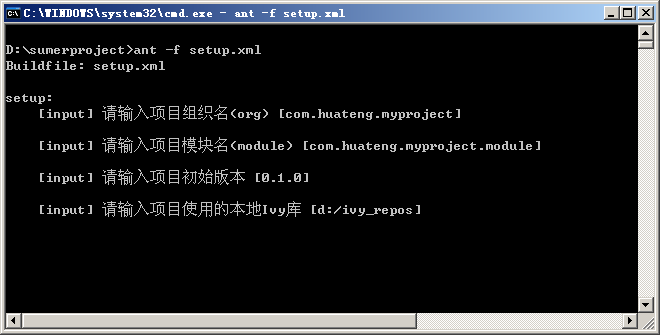 C:\WINDOWS\system32\cmd.exe - ant -f setup.xml
D:\sumerproject>ant -f setup.xml
Buildfile: setup.xml
setup:
[input] 请输入项目组织名(org) [com.huateng.myproject]
[input] 请输入项目模块名(module) [com.huateng.myproject.module]
[input] 请输入项目初始版本 [0.1.0]
[input] 请输入项目使用的本地Ivy库 [d:/ivy_repos]